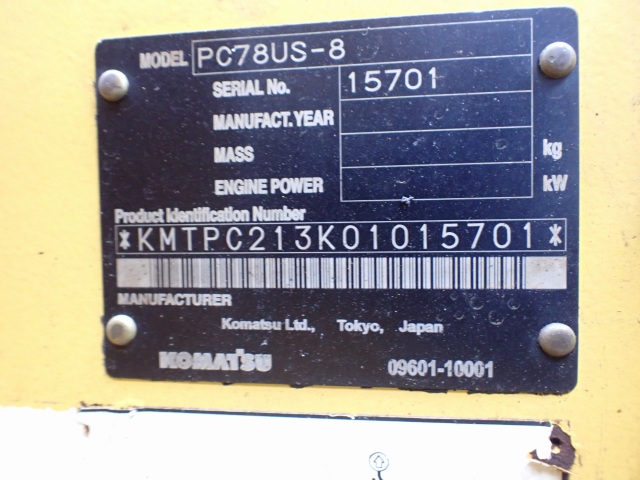 MODEL PC78US-8
SERIAL No. 15701
MANUFACT.YEAR
MASS kg
ENGINE POWER kW
Product Identification Number
*KMTPC213K01015701*
MANUFACTURER
Komatsu Ltd., Tokyo, Japan
KOMATSU 09601-10001